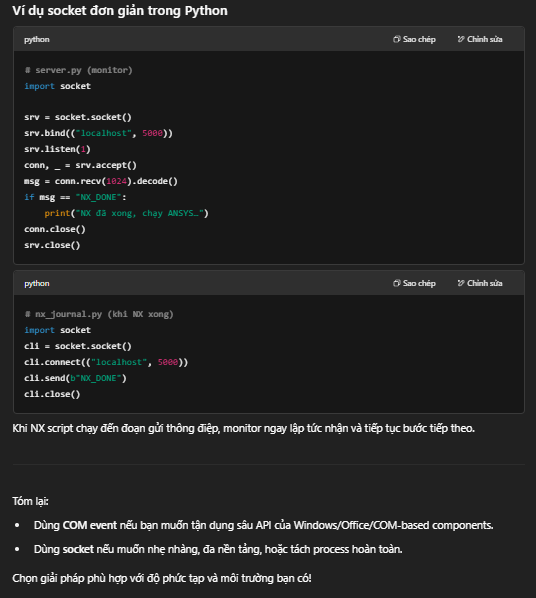 Ví dụ socket đơn giản trong Python
python Sao chép Chỉnh sửa
# server.py (monitor)
import socket
srv = socket.socket()
srv.bind(("localhost", 5000))
srv.listen(1)
conn, _ = srv.accept()
msg = conn.recv(1024).decode()
if msg == "NX_DONE":
    print("NX đã xong, chạy ANSYS…")
conn.close()
srv.close()
python Sao chép Chỉnh sửa
# nx_journal.py (khi NX xong)
import socket
cli = socket.socket()
cli.connect(("localhost", 5000))
cli.send(b"NX_DONE")
cli.close()
Khi NX script chạy đến đoạn gửi thông điệp, monitor ngay lập tức nhận và tiếp tục bước tiếp theo.
Tóm lại:
• Dùng COM event nếu bạn muốn tận dụng sâu API của Windows/Office/COM-based components.
• Dùng socket nếu muốn nhẹ nhàng, đa nền tảng, hoặc tách process hoàn toàn.
Chọn giải pháp phù hợp với độ phức tạp và môi trường bạn có!